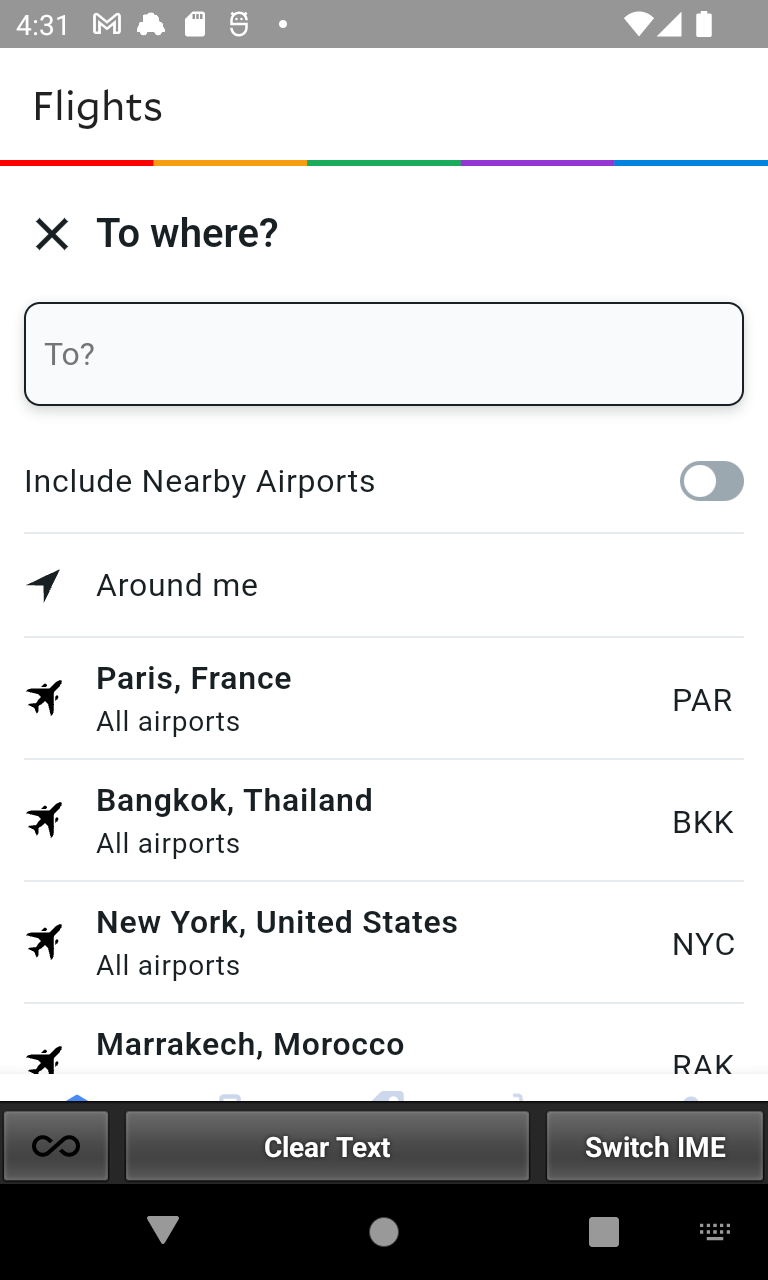 4:31
Flights
To where?
To?
Include Nearby Airports
Around me
Paris, France
All airports
PAR
Bangkok, Thailand
All airports
BKK
New York, United States
All airports
NYC
Marrakech, Morocco
RAK
Clear Text
Switch IME